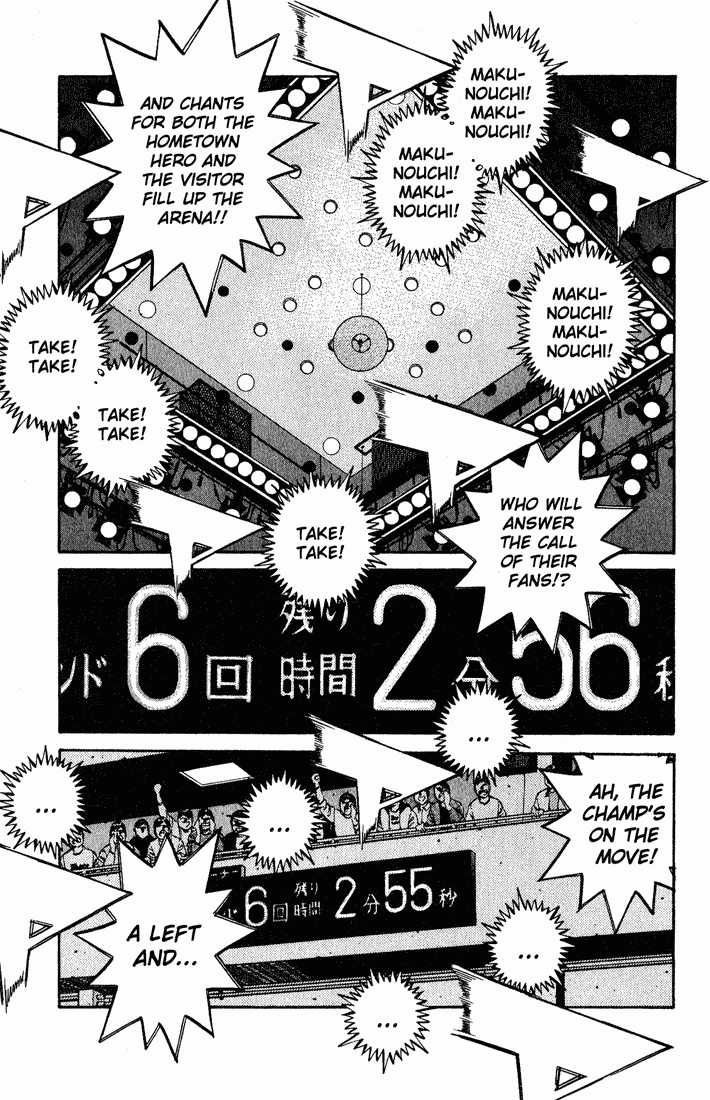 AND CHANTS
FOR BOTH THE
HOMETOWN
HERO AND
THE VISITOR
FILL UP THE
ARENA!!
MAKU-
NOUCHI!
MAKU-
NOUCHI!
MAKU-
NOUCHI!
MAKU-
NOUCHI!
MAKU-
NOUCHI!
MAKU-
NOUCHI!
TAKE!
TAKE!
TAKE!
TAKE!
TAKE!
TAKE!
WHO WILL
ANSWER
THE CALL
OF THEIR
FANS!?
ンド 6 回 残り時間 2 分 56 秒
...
...
...
AH, THE
CHAMP'S
ON THE
MOVE!
ド 6 回 残り時間 2 分 55 秒
A LEFT
AND...
...
...